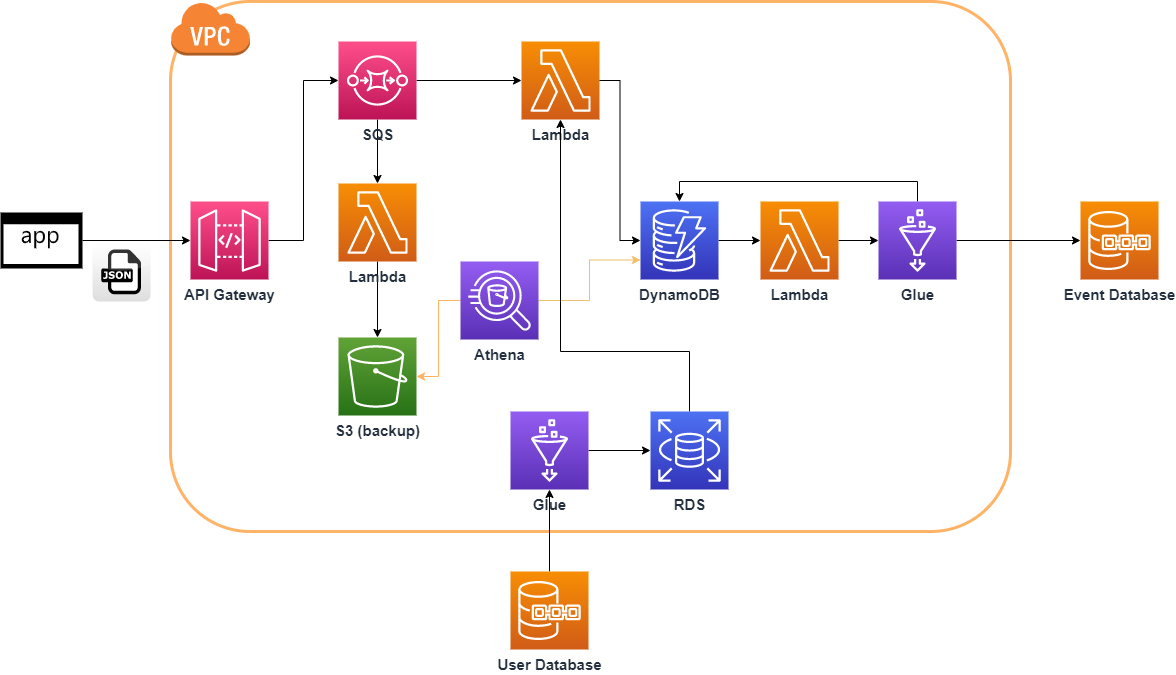 VPC
SQS
Lambda
app
JSON
</>
API Gateway
Lambda
Athena
DynamoDB
Lambda
Glue
Event Database
S3 (backup)
Glue
RDS
User Database